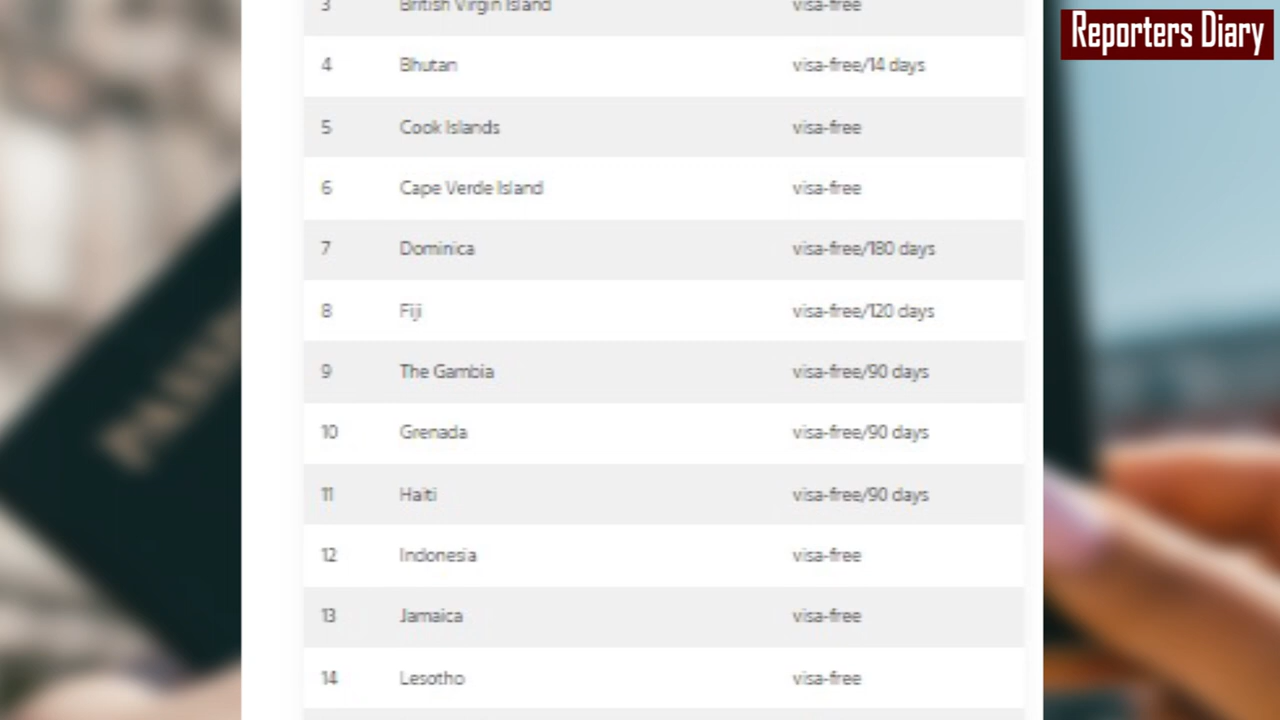 Reporters Diary
3 British Virgin Island visa-free
4 Bhutan visa-free/14 days
5 Cook Islands visa-free
6 Cape Verde Island visa-free
7 Dominica visa-free/180 days
8 Fiji visa-free/120 days
9 The Gambia visa-free/90 days
10 Grenada visa-free/90 days
11 Haiti visa-free/90 days
12 Indonesia visa-free
13 Jamaica visa-free
14 Lesotho visa-free